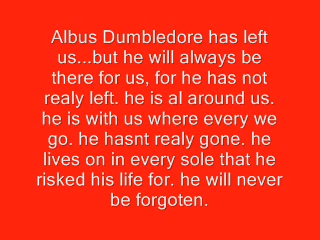 Albus Dumbledore has left
us...but he will always be
there for us, for he has not
realy left. he is al around us.
he is with us where every we
go. he hasnt realy gone. he
lives on in every sole that he
risked his life for. he will never
be forgoten.